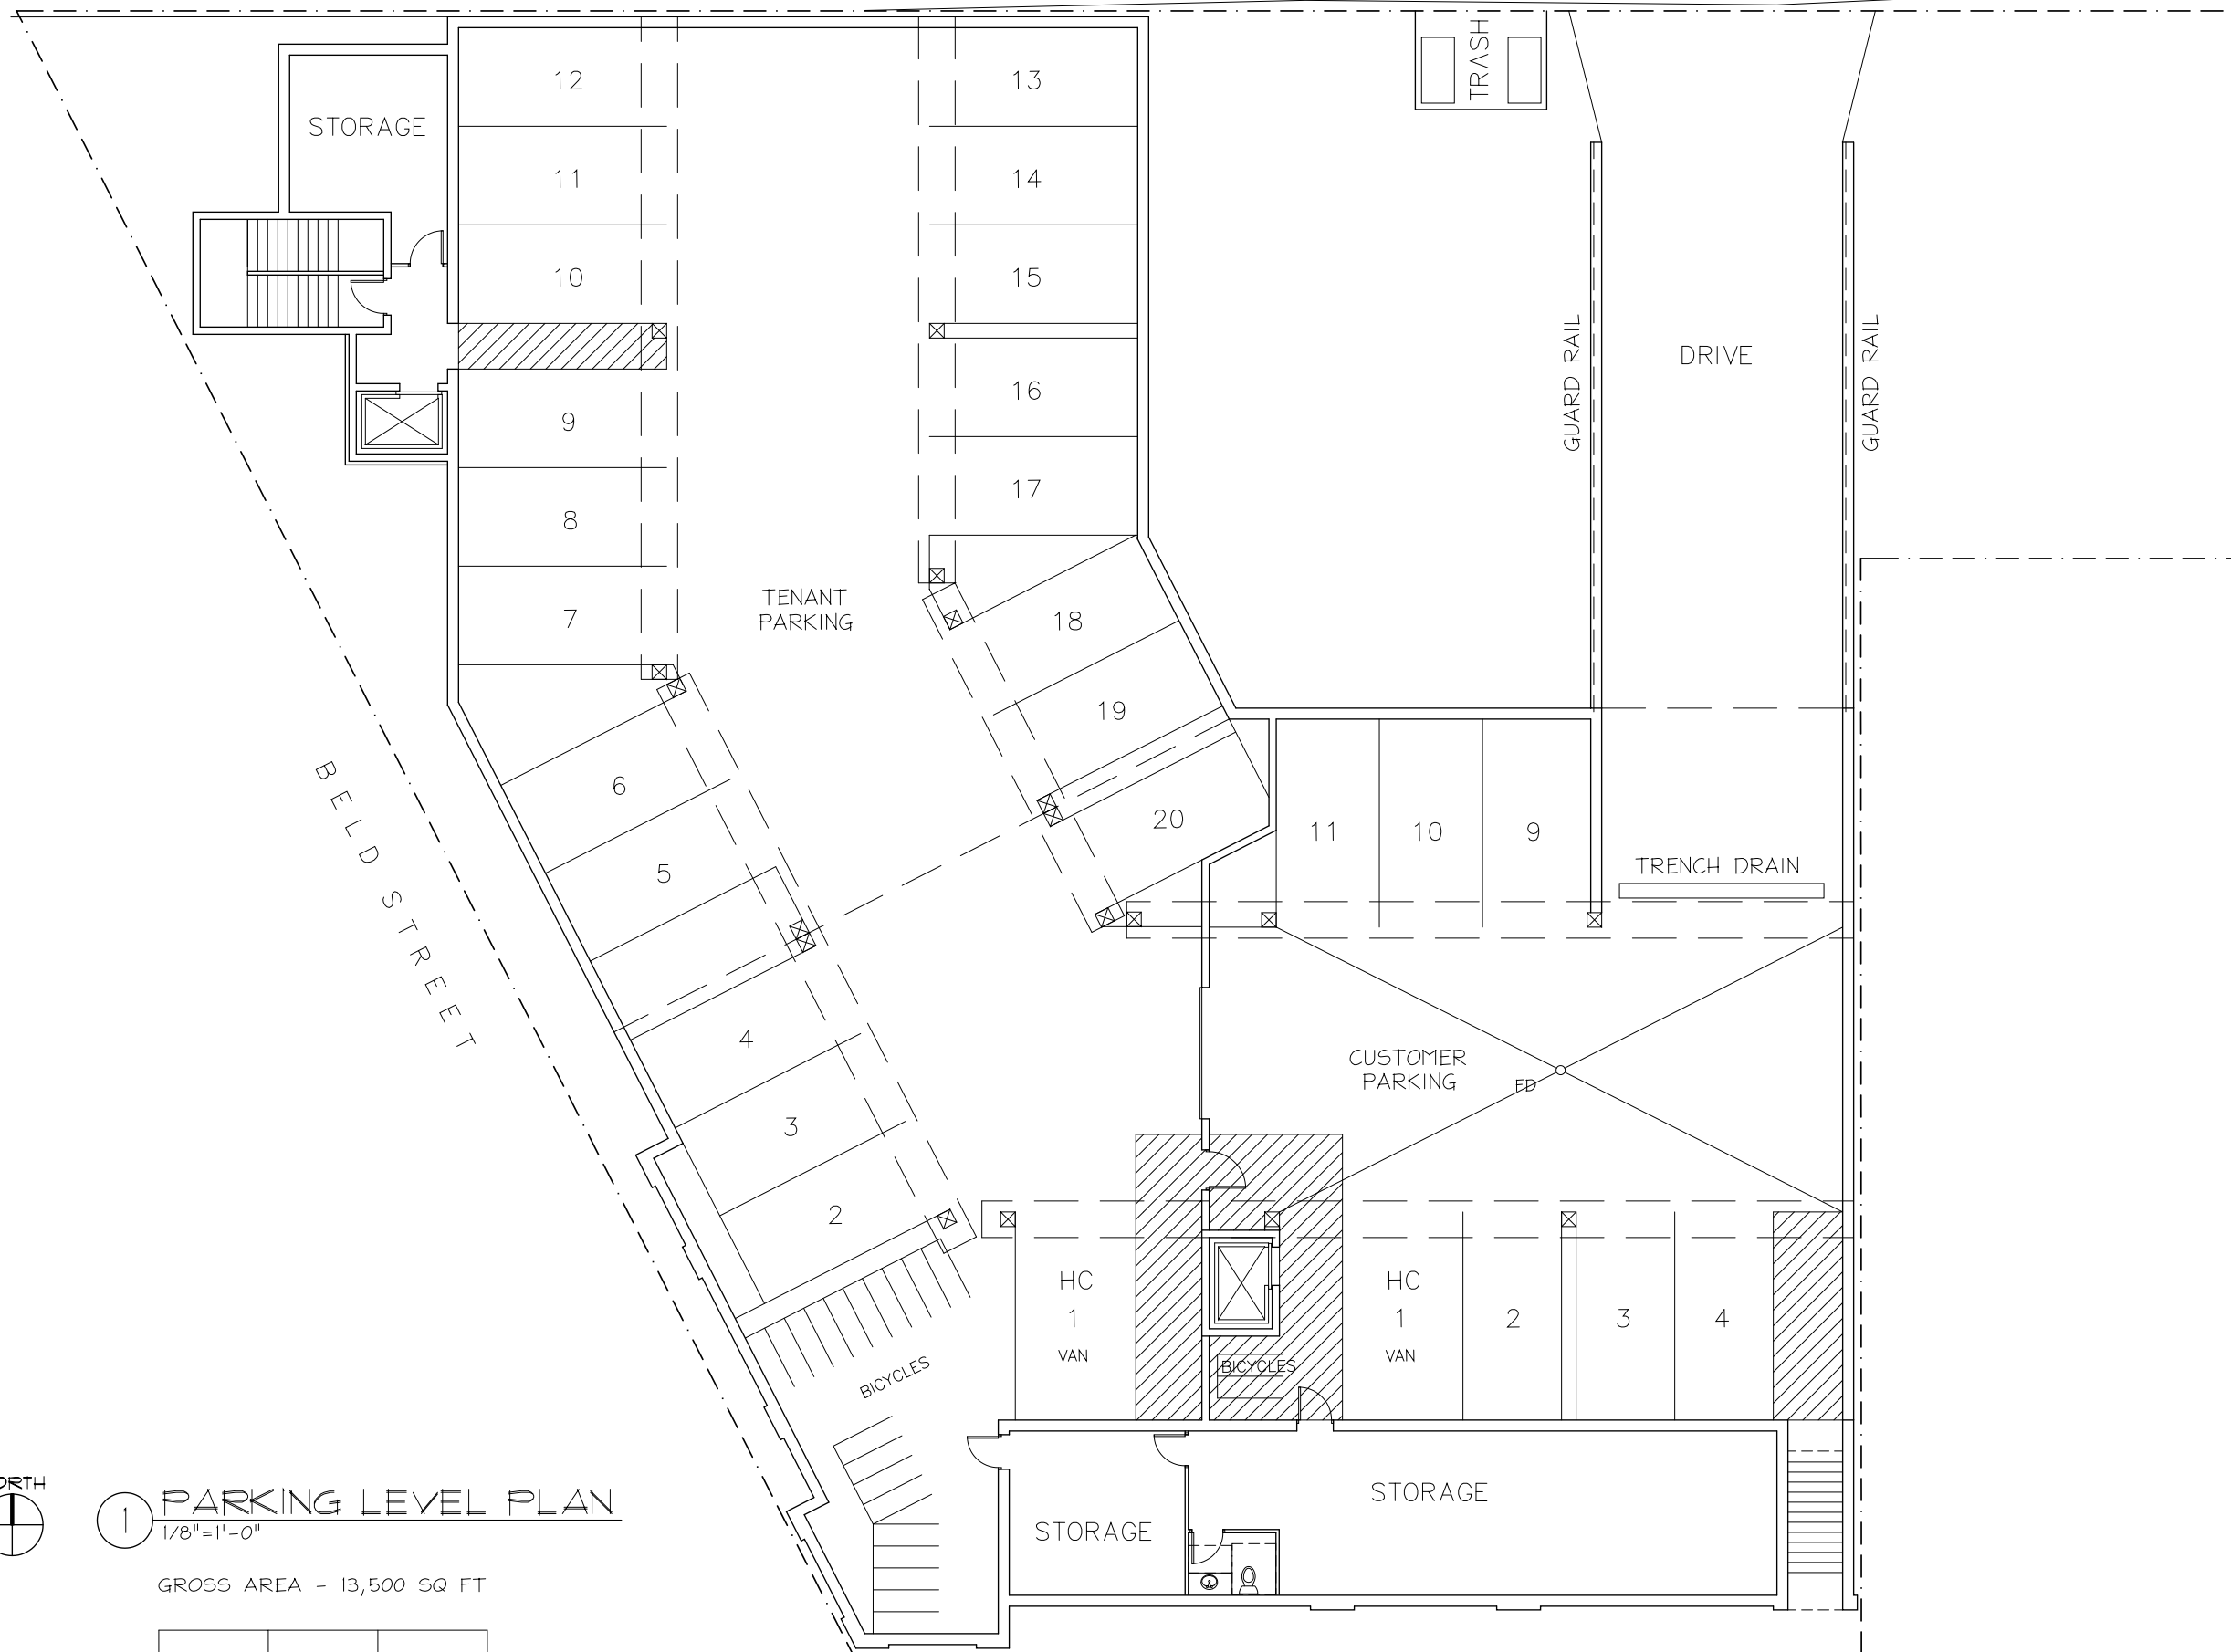 TRASH
12
13
STORAGE
11
14
10
15
GUARD RAIL
DRIVE
GUARD RAIL
9
16
8
17
7
TENANT
PARKING
18
19
6
20
11
10
9
5
TRENCH DRAIN
BELD STREET
4
CUSTOMER
PARKING
FD
3
2
HC
1
VAN
HC
1
VAN
2
3
4
BICYCLES
BICYCLES
STORAGE
STORAGE
1
PARKING LEVEL PLAN
1/8"=1'-0"
GROSS AREA - 13,500 SQ FT